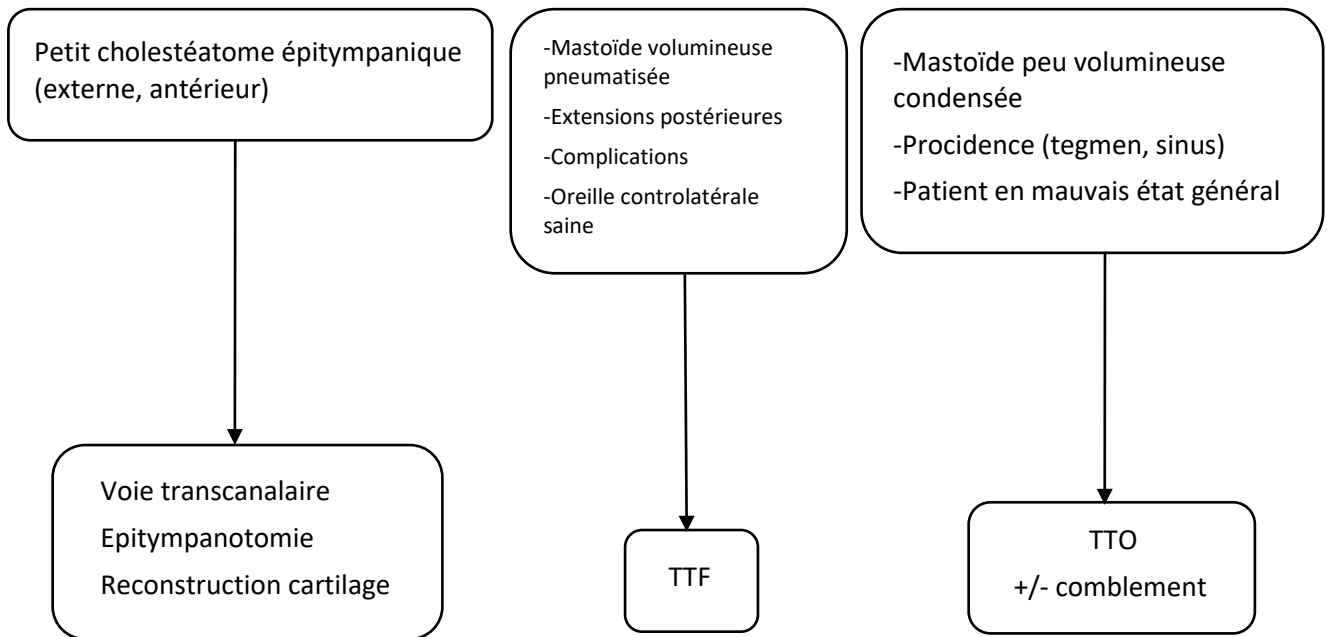 Petit cholestéatome épitympanique
(externe, antérieur)
-Mastoïde volumineuse
pneumatisée
-Extensions postérieures
-Complications
-Oreille controlatérale
saine
-Mastoïde peu volumineuse
condensée
-Procidence (tegmen, sinus)
-Patient en mauvais état général
Voie transcanalaire
Epitympanotomie
Reconstruction cartilage
TTF
TTO
+/- comblement